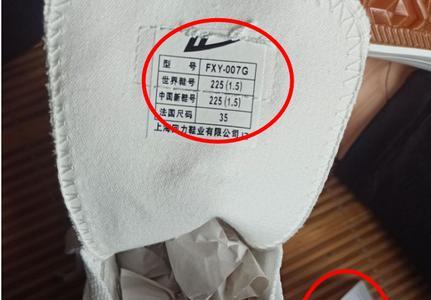 型 号 FXY-007G
世界鞋号 225(1.5)
中国新鞋号 225(1.5)
法国尺码 35
上海回力鞋业有限公司